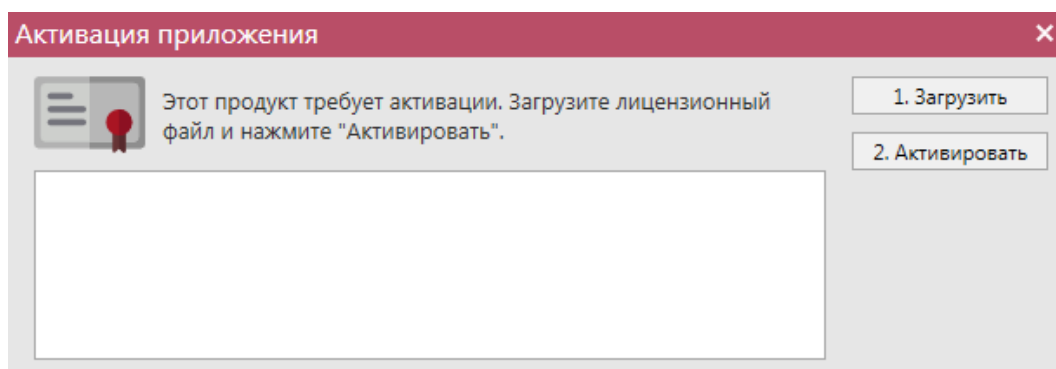 Активация приложения
Этот продукт требует активации. Загрузите лицензионный
файл и нажмите "Активировать".
1. Загрузить
2. Активировать